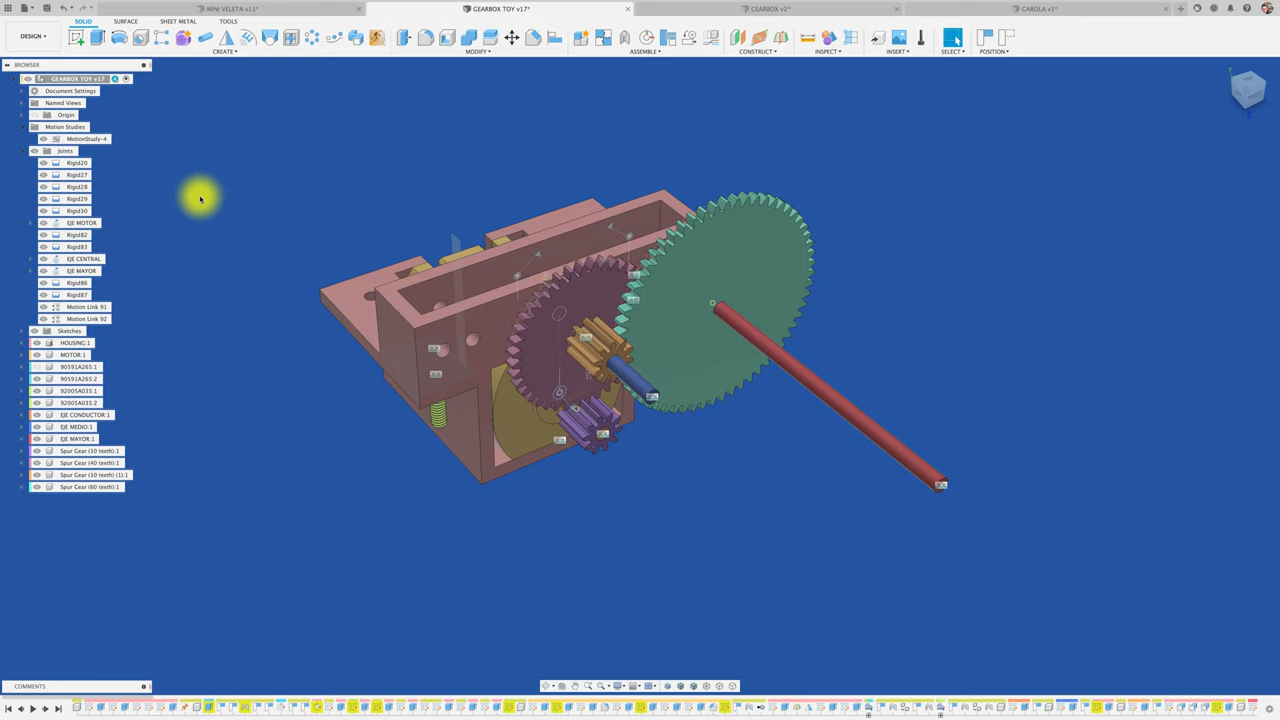 MINI VELETA v11*
GEARBOX TOY v17*
GEARBOX v2*
CAROLA v1*
SOLID SURFACE SHEET METAL TOOLS
DESIGN
CREATE MODIFY ASSEMBLE CONSTRUCT INSPECT INSERT SELECT POSITION
BROWSER
GEARBOX TOY v17
Document Settings
Named Views
Origin
Motion Studies
MotionStudy-4
Joints
Rigid20
Rigid27
Rigid28
Rigid29
Rigid30
EJE MOTOR
Rigid82
Rigid83
EJE CENTRAL
EJE MAYOR
Rigid86
Rigid87
Motion Link 91
Motion Link 92
Sketches
HOUSING:1
MOTOR:1
90591A265:1
90591A265:2
92005A035:1
92005A035:2
EJE CONDUCTOR:1
EJE MEDIO:1
EJE MAYOR:1
Spur Gear (10 teeth):1
Spur Gear (40 teeth):1
Spur Gear (10 teeth) (1):1
Spur Gear (60 teeth):1
COMMENTS